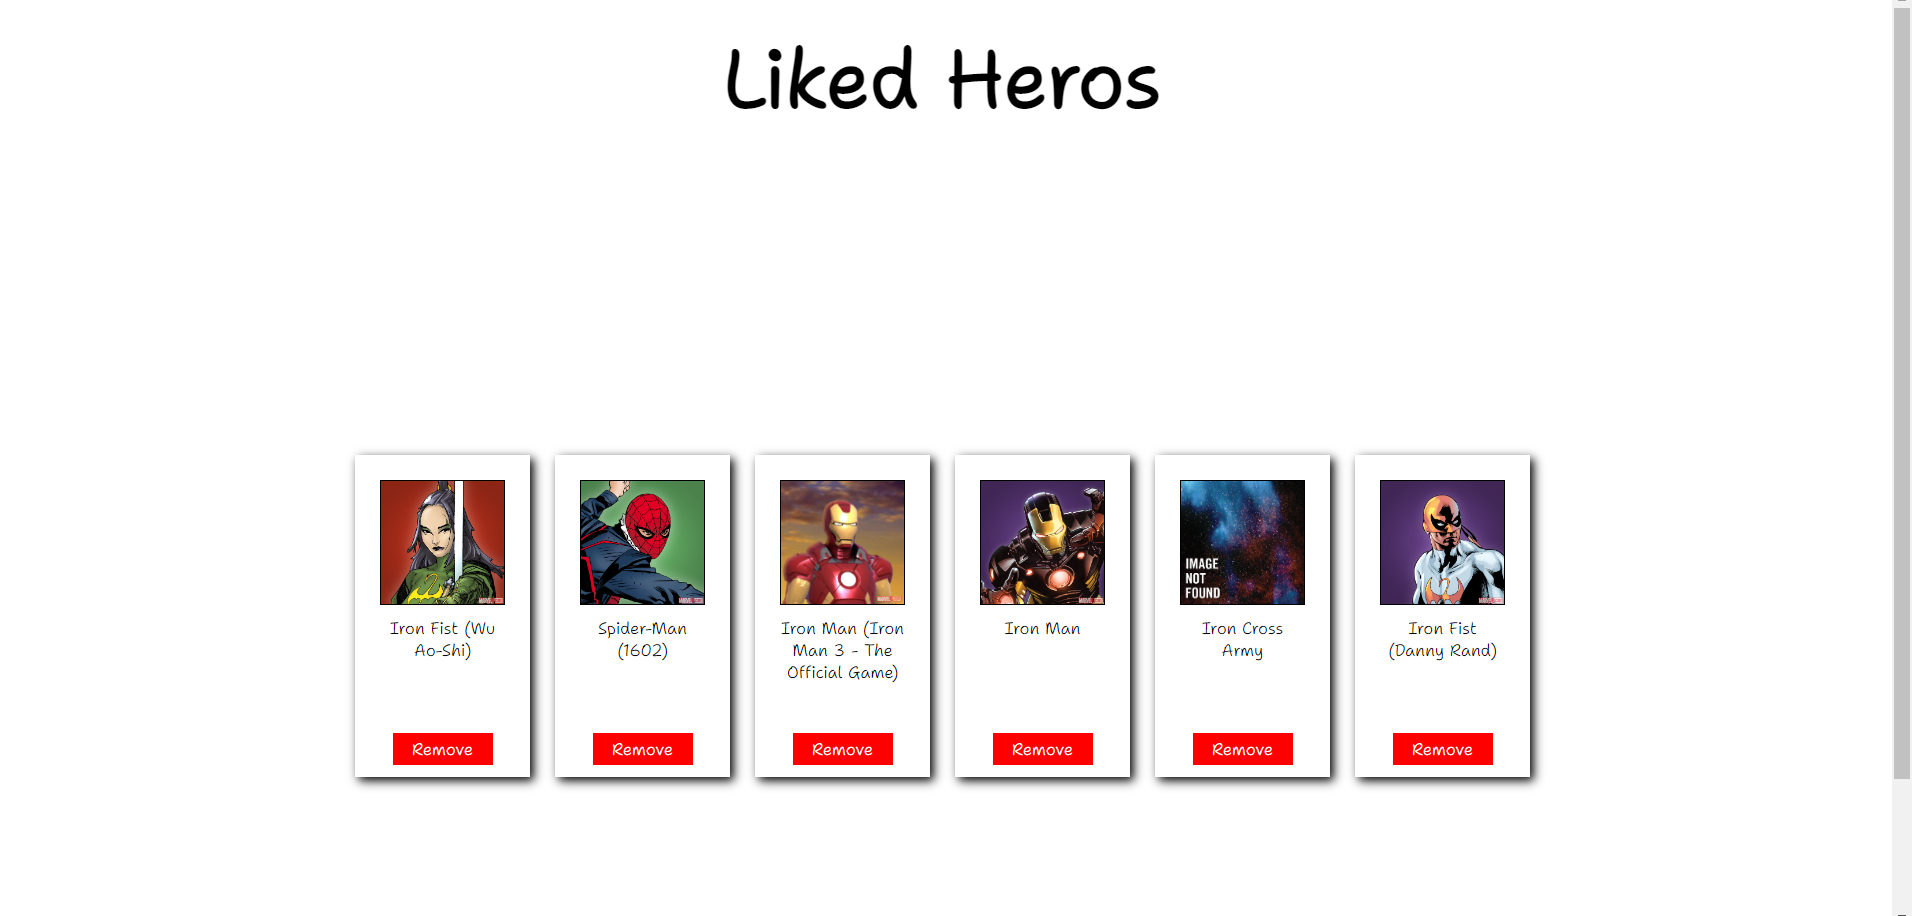 Liked Heros
IMAGE
NOT
FOUND
Iron Fist (Wu
Ao-Shi)
Spider-Man
(1602)
Iron Man (Iron
Man 3 - The
Official Game)
Iron Man
Iron Cross
Army
Iron Fist
(Danny Rand)
Remove
Remove
Remove
Remove
Remove
Remove